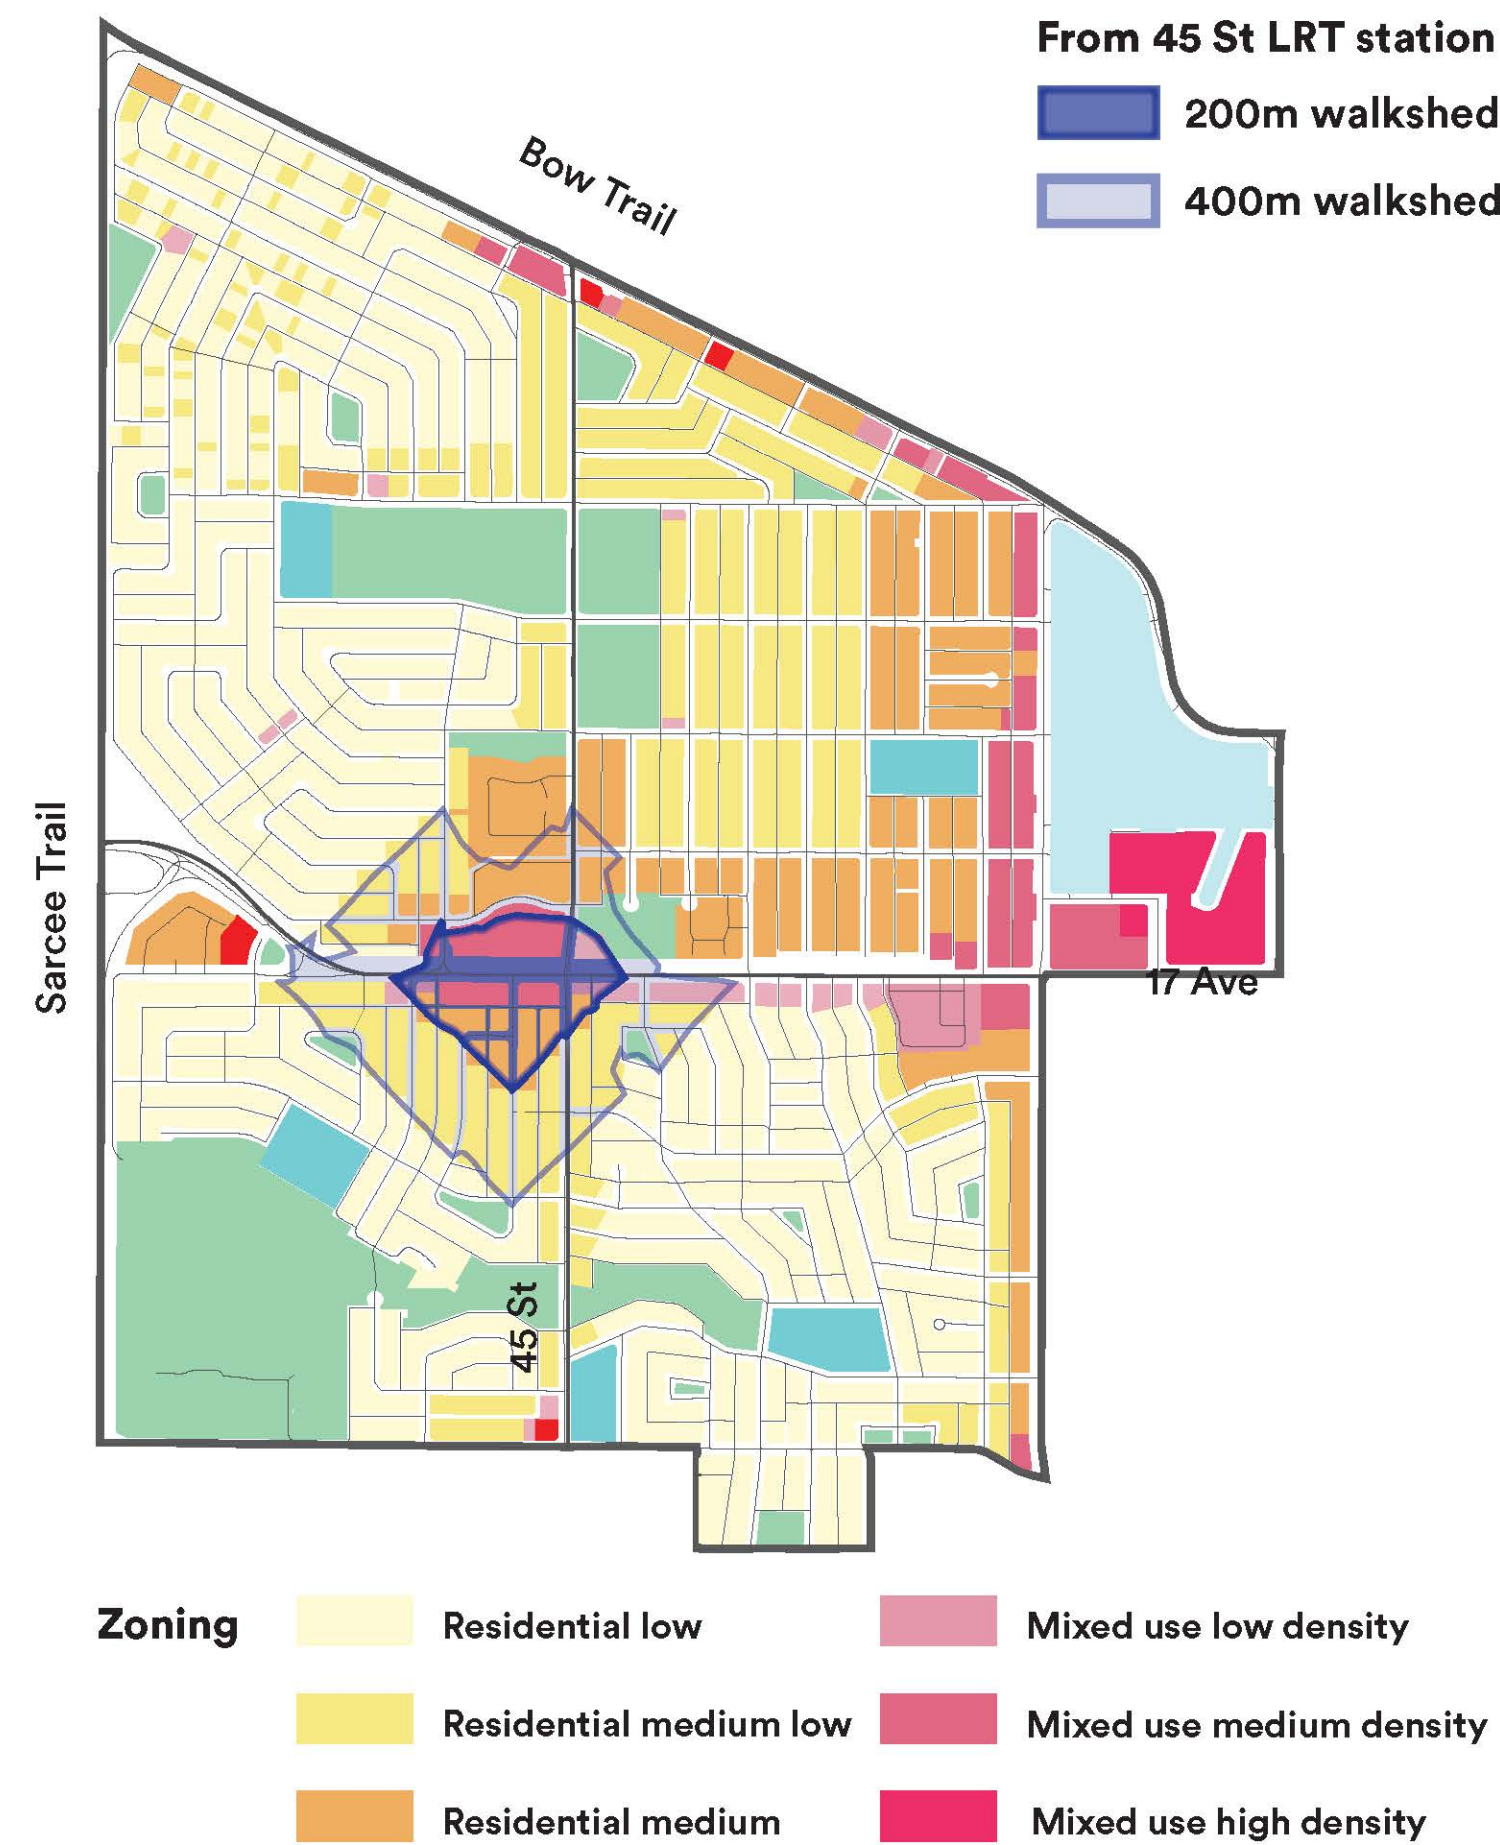 From 45 St LRT station
200m walkshed
400m walkshed
Bow Trail
Sarcee Trail
17 Ave
45 St
Zoning
Residential low
Mixed use low density
Residential medium low
Mixed use medium density
Residential medium
Mixed use high density